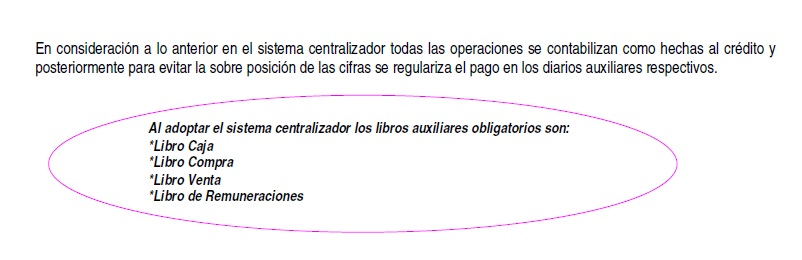 En consideración a lo anterior en el sistema centralizador todas las operaciones se contabilizan como hechas al crédito y
posteriormente para evitar la sobre posición de las cifras se regulariza el pago en los diarios auxiliares respectivos.
Al adoptar el sistema centralizador los libros auxiliares obligatorios son:
*Libro Caja
*Libro Compra
*Libro Venta
*Libro de Remuneraciones